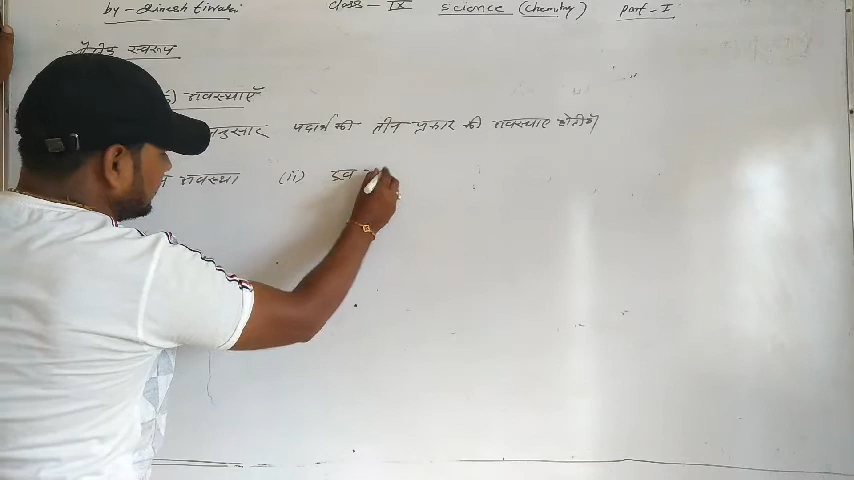 by - Dinesh tiwari class - IX Science (Chemistry) Part - I
स्वरूप
अवस्थाएँ
पदार्थ की तीन प्रकार की अवस्थाए होती है
अवस्था (ii) द्रव